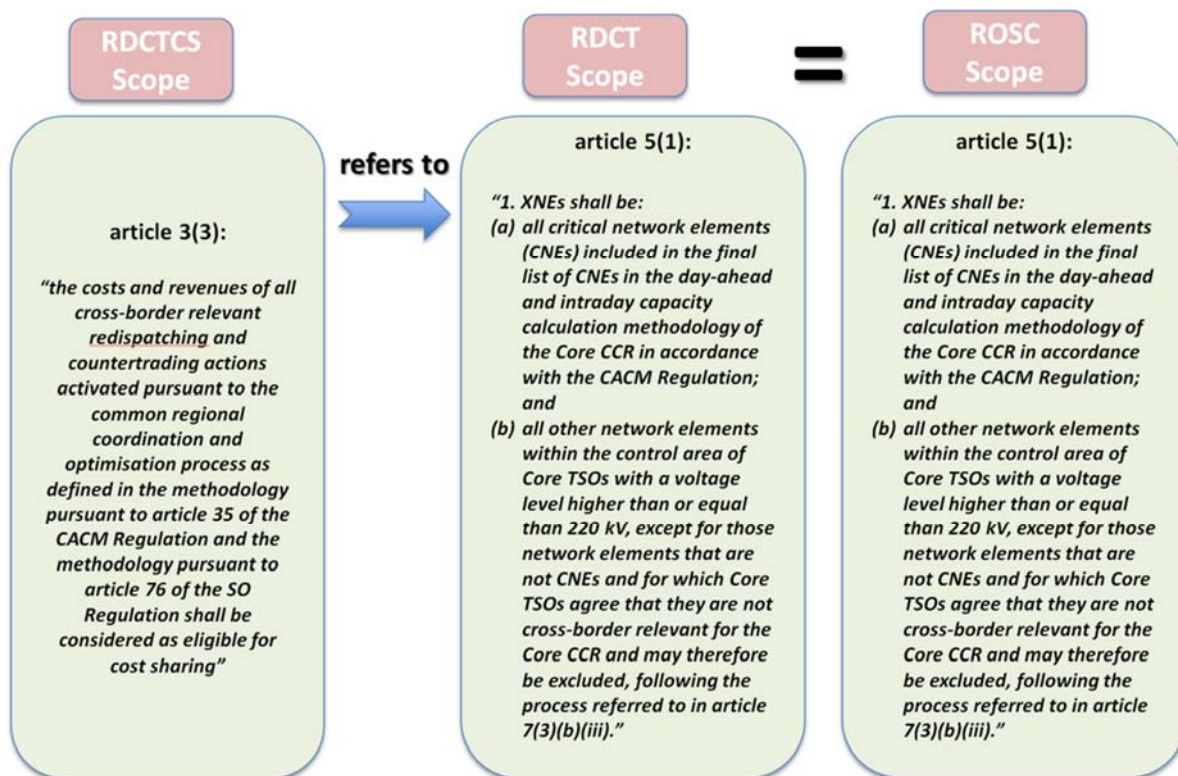 RDCTCS
Scope
article 3(3):
“the costs and revenues of all
cross-border relevant
redispatching and
countertrading actions
activated pursuant to the
common regional
coordination and
optimisation process as
defined in the methodology
pursuant to article 35 of the
CACM Regulation and the
methodology pursuant to
article 76 of the SO
Regulation shall be
considered as eligible for
cost sharing”
refers to
RDCT
Scope
article 5(1):
“1. XNEs shall be:
(a) all critical network elements
(CNEs) included in the final
list of CNEs in the day-ahead
and intraday capacity
calculation methodology of
the Core CCR in accordance
with the CACM Regulation;
and
(b) all other network elements
within the control area of
Core TSOs with a voltage
level higher than or equal
than 220 kV, except for those
network elements that are
not CNEs and for which Core
TSOs agree that they are not
cross-border relevant for the
Core CCR and may therefore
be excluded, following the
process referred to in article
7(3)(b)(iii).”
=
ROSC
Scope
article 5(1):
“1. XNEs shall be:
(a) all critical network elements
(CNEs) included in the final
list of CNEs in the day-ahead
and intraday capacity
calculation methodology of
the Core CCR in accordance
with the CACM Regulation;
and
(b) all other network elements
within the control area of
Core TSOs with a voltage
level higher than or equal
than 220 kV, except for those
network elements that are
not CNEs and for which Core
TSOs agree that they are not
cross-border relevant for the
Core CCR and may therefore
be excluded, following the
process referred to in article
7(3)(b)(iii).”